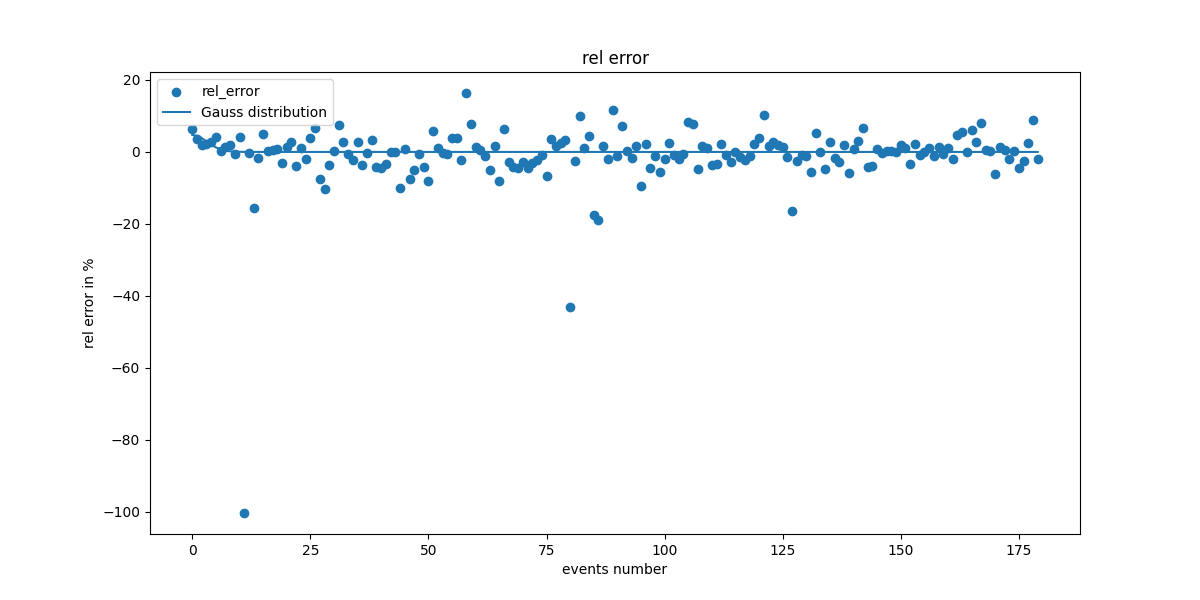 rel error
rel_error
Gauss distribution
20
0
−20
−40
−60
−80
−100
rel error in %
0 25 50 75 100 125 150 175
events number